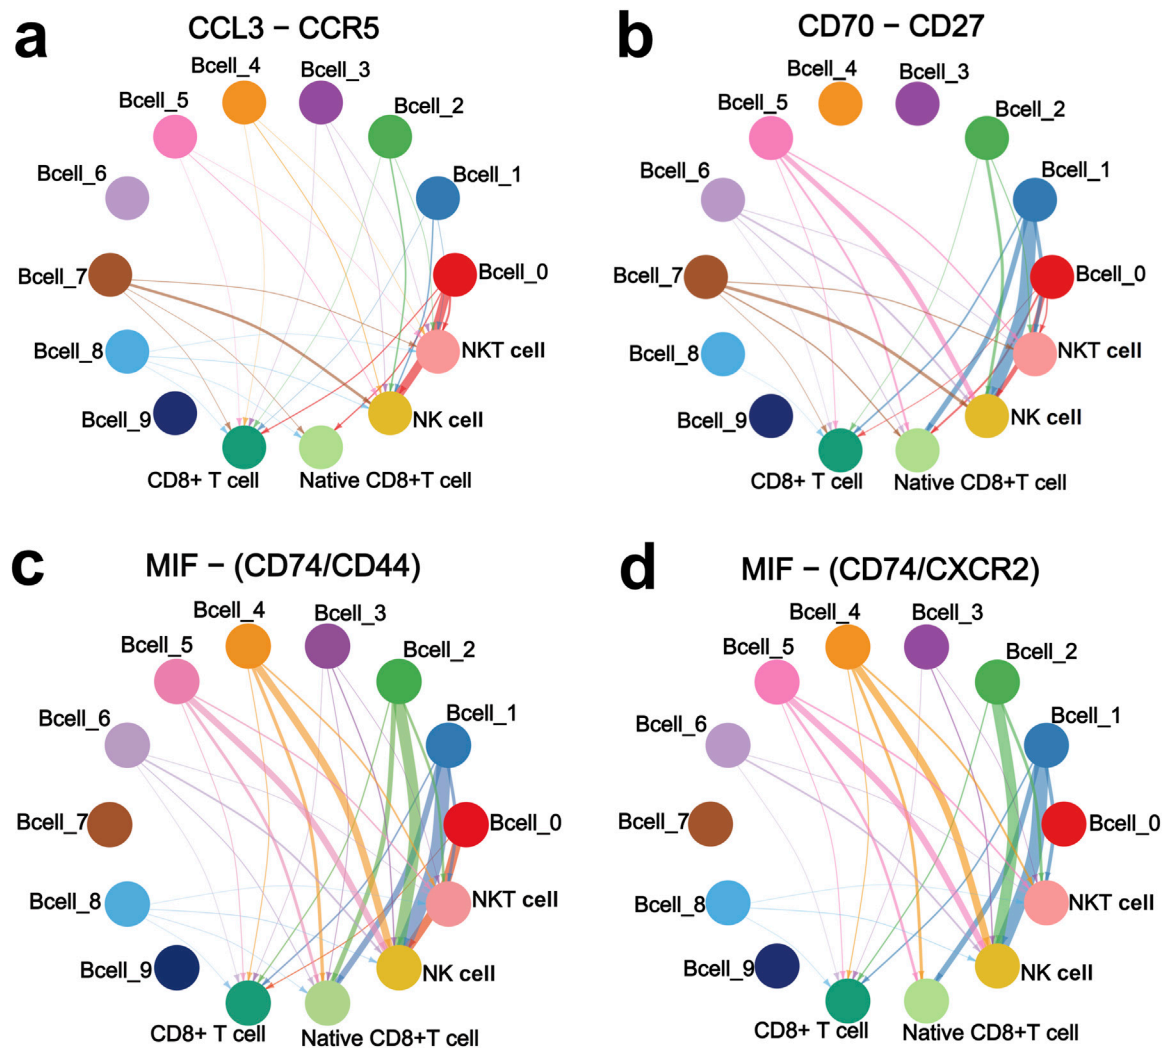 a
CCL3 – CCR5
Bcell_4
Bcell_3
Bcell_5
Bcell_2
Bcell_6
Bcell_1
Bcell_7
Bcell_0
Bcell_8
NKT cell
Bcell_9
NK cell
CD8+ T cell
Native CD8+T cell
b
CD70 – CD27
Bcell_4
Bcell_3
Bcell_5
Bcell_2
Bcell_6
Bcell_1
Bcell_7
Bcell_0
Bcell_8
NKT cell
Bcell_9
NK cell
CD8+ T cell
Native CD8+T cell
c
MIF – (CD74/CD44)
Bcell_4
Bcell_3
Bcell_5
Bcell_2
Bcell_6
Bcell_1
Bcell_7
Bcell_0
Bcell_8
NKT cell
Bcell_9
NK cell
CD8+ T cell
Native CD8+T cell
d
MIF – (CD74/CXCR2)
Bcell_4
Bcell_3
Bcell_5
Bcell_2
Bcell_6
Bcell_1
Bcell_7
Bcell_0
Bcell_8
NKT cell
Bcell_9
NK cell
CD8+ T cell
Native CD8+T cell